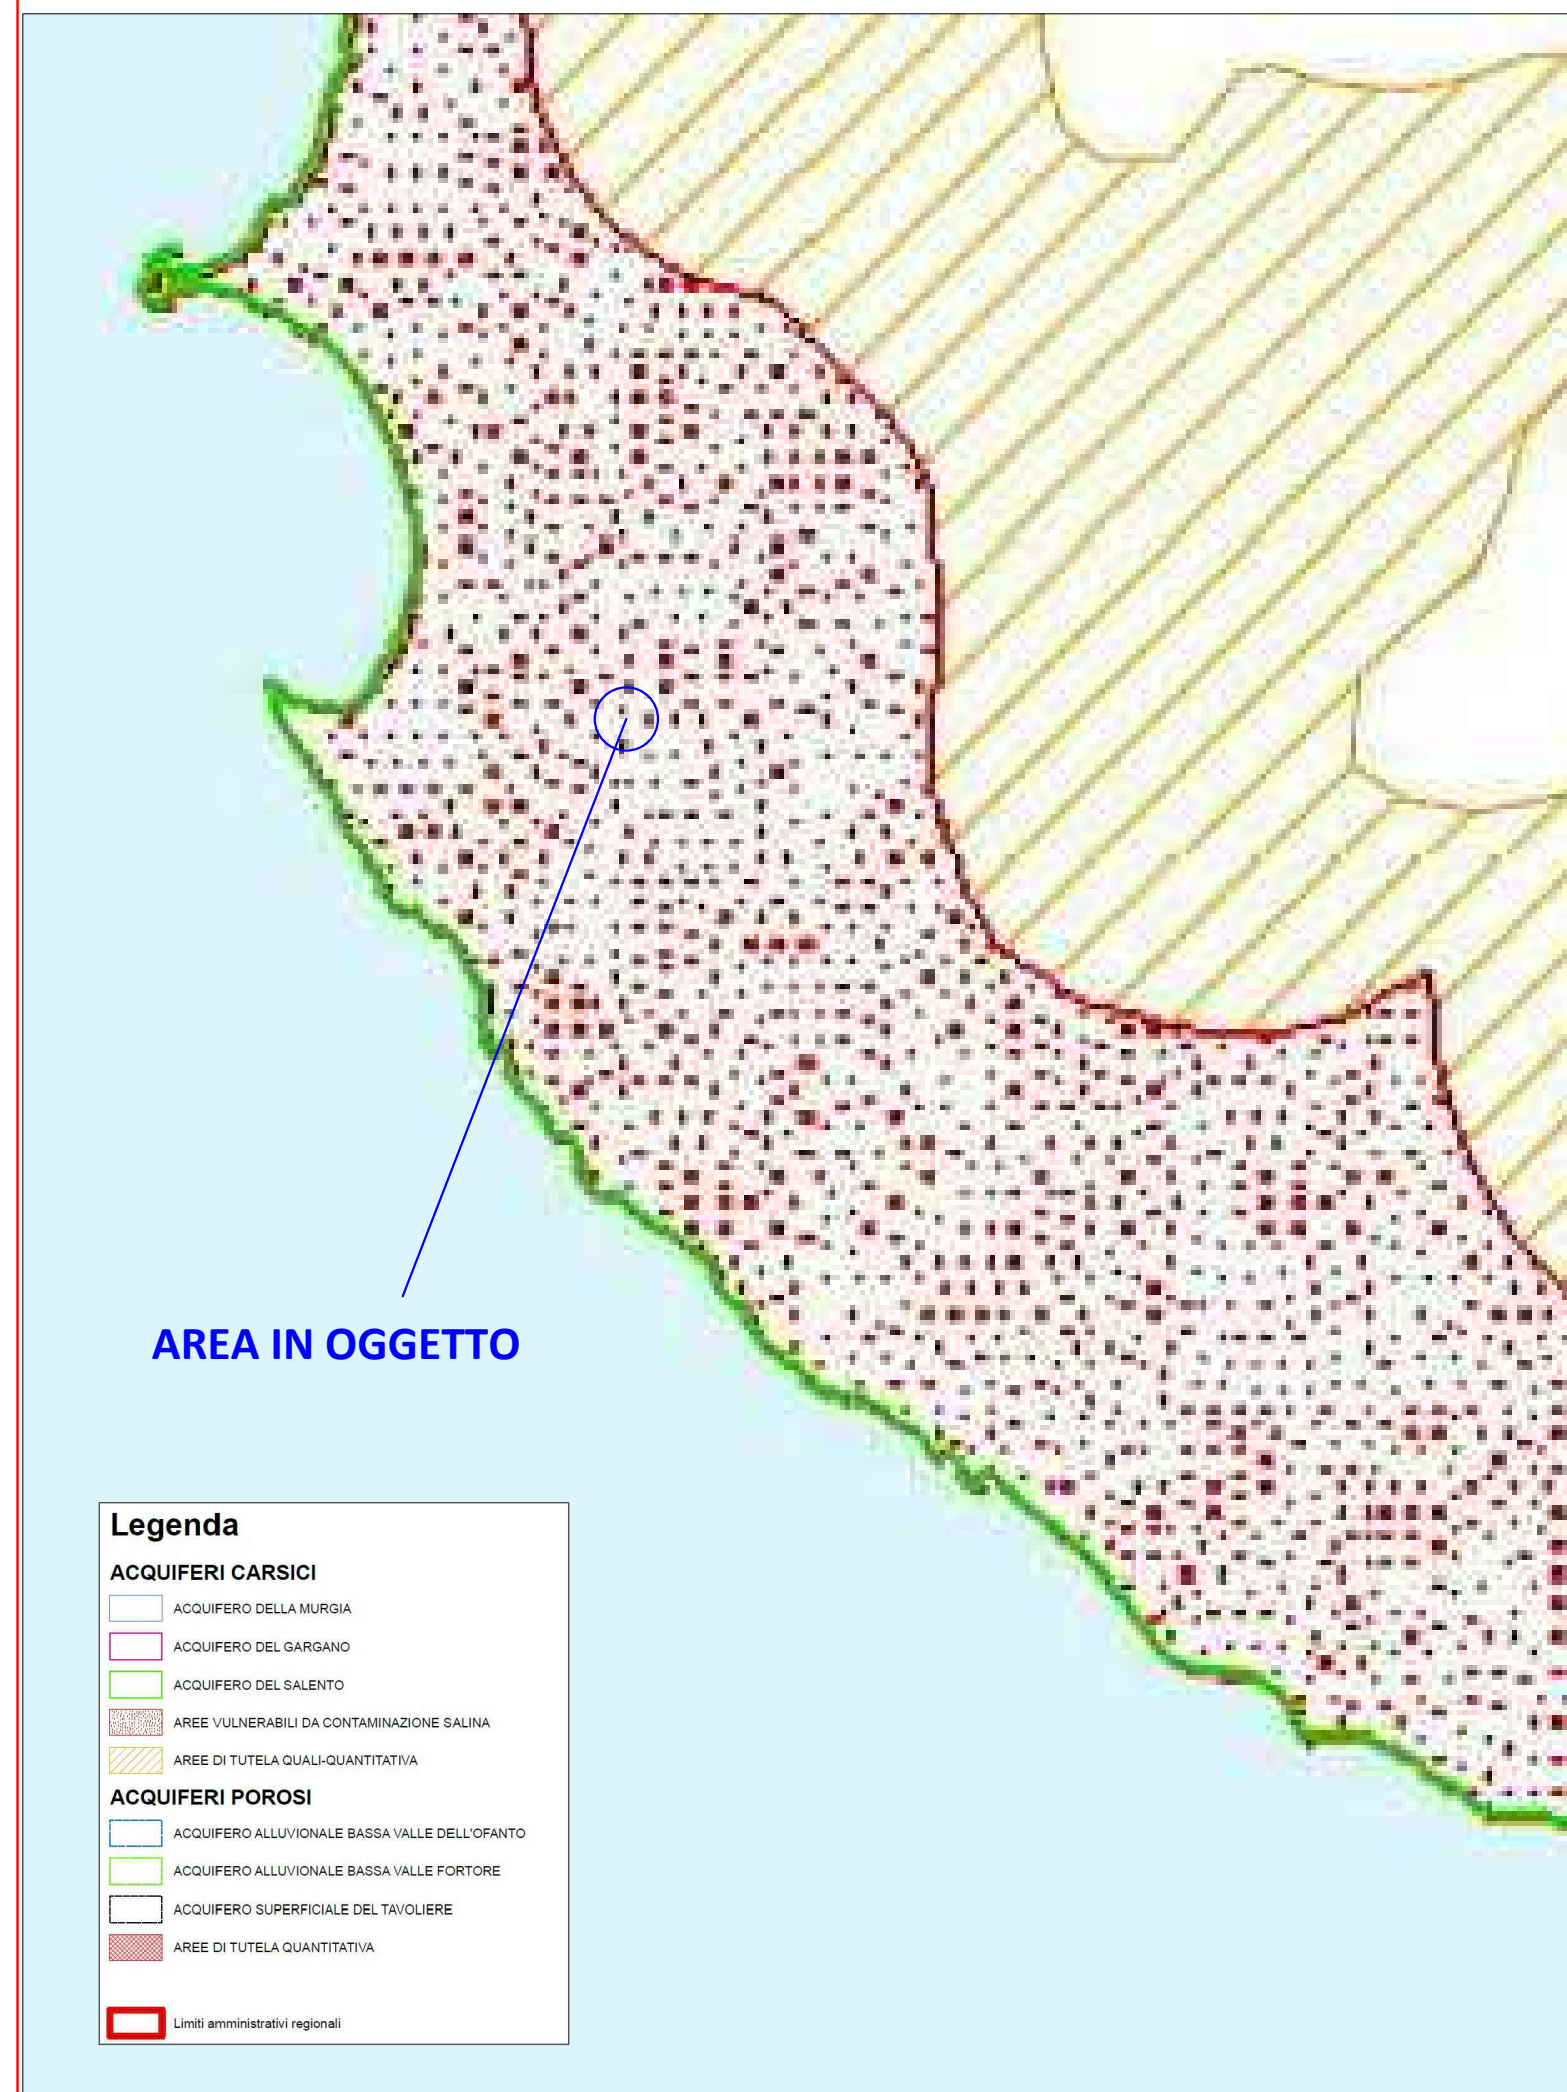 AREA IN OGGETTO
Legenda
ACQUIFERI CARSICI
ACQUIFERO DELLA MURGIA
ACQUIFERO DEL GARGANO
ACQUIFERO DEL SALENTO
AREE VULNERABILI DA CONTAMINAZIONE SALINA
AREE DI TUTELA QUALI-QUANTITATIVA
ACQUIFERI POROSI
ACQUIFERO ALLUVIONALE BASSA VALLE DELL'OFANTO
ACQUIFERO ALLUVIONALE BASSA VALLE FORTORE
ACQUIFERO SUPERFICIALE DEL TAVOLIERE
AREE DI TUTELA QUANTITATIVA
Limiti amministrativi regionali